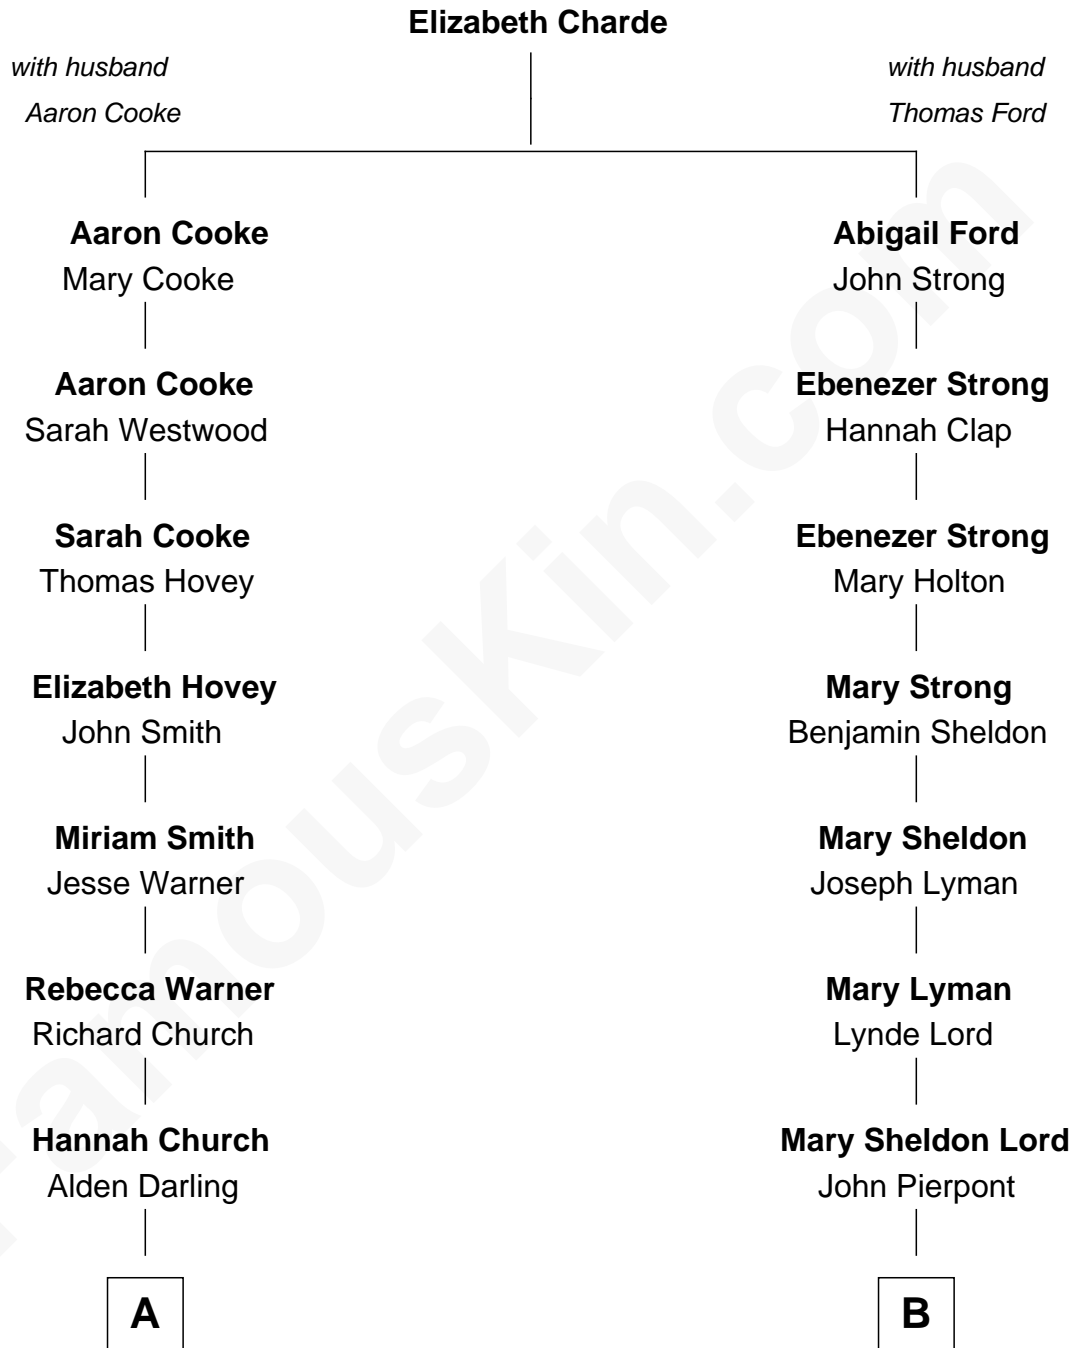 Elizabeth Charde
with husband
Aaron Cooke
with husband
Thomas Ford
Aaron Cooke
Mary Cooke
Abigail Ford
John Strong
Aaron Cooke
Sarah Westwood
Ebenezer Strong
Hannah Clap
Sarah Cooke
Thomas Hovey
Ebenezer Strong
Mary Holton
Elizabeth Hovey
John Smith
Mary Strong
Benjamin Sheldon
Miriam Smith
Jesse Warner
Mary Sheldon
Joseph Lyman
Rebecca Warner
Richard Church
Mary Lyman
Lynde Lord
Hannah Church
Alden Darling
Mary Sheldon Lord
John Pierpont
A
B
FamousKin.com